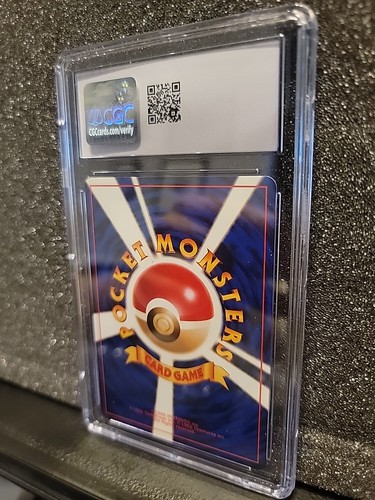 CGC
CGCcards.com/verify
POCKET MONSTERS
CARD GAME